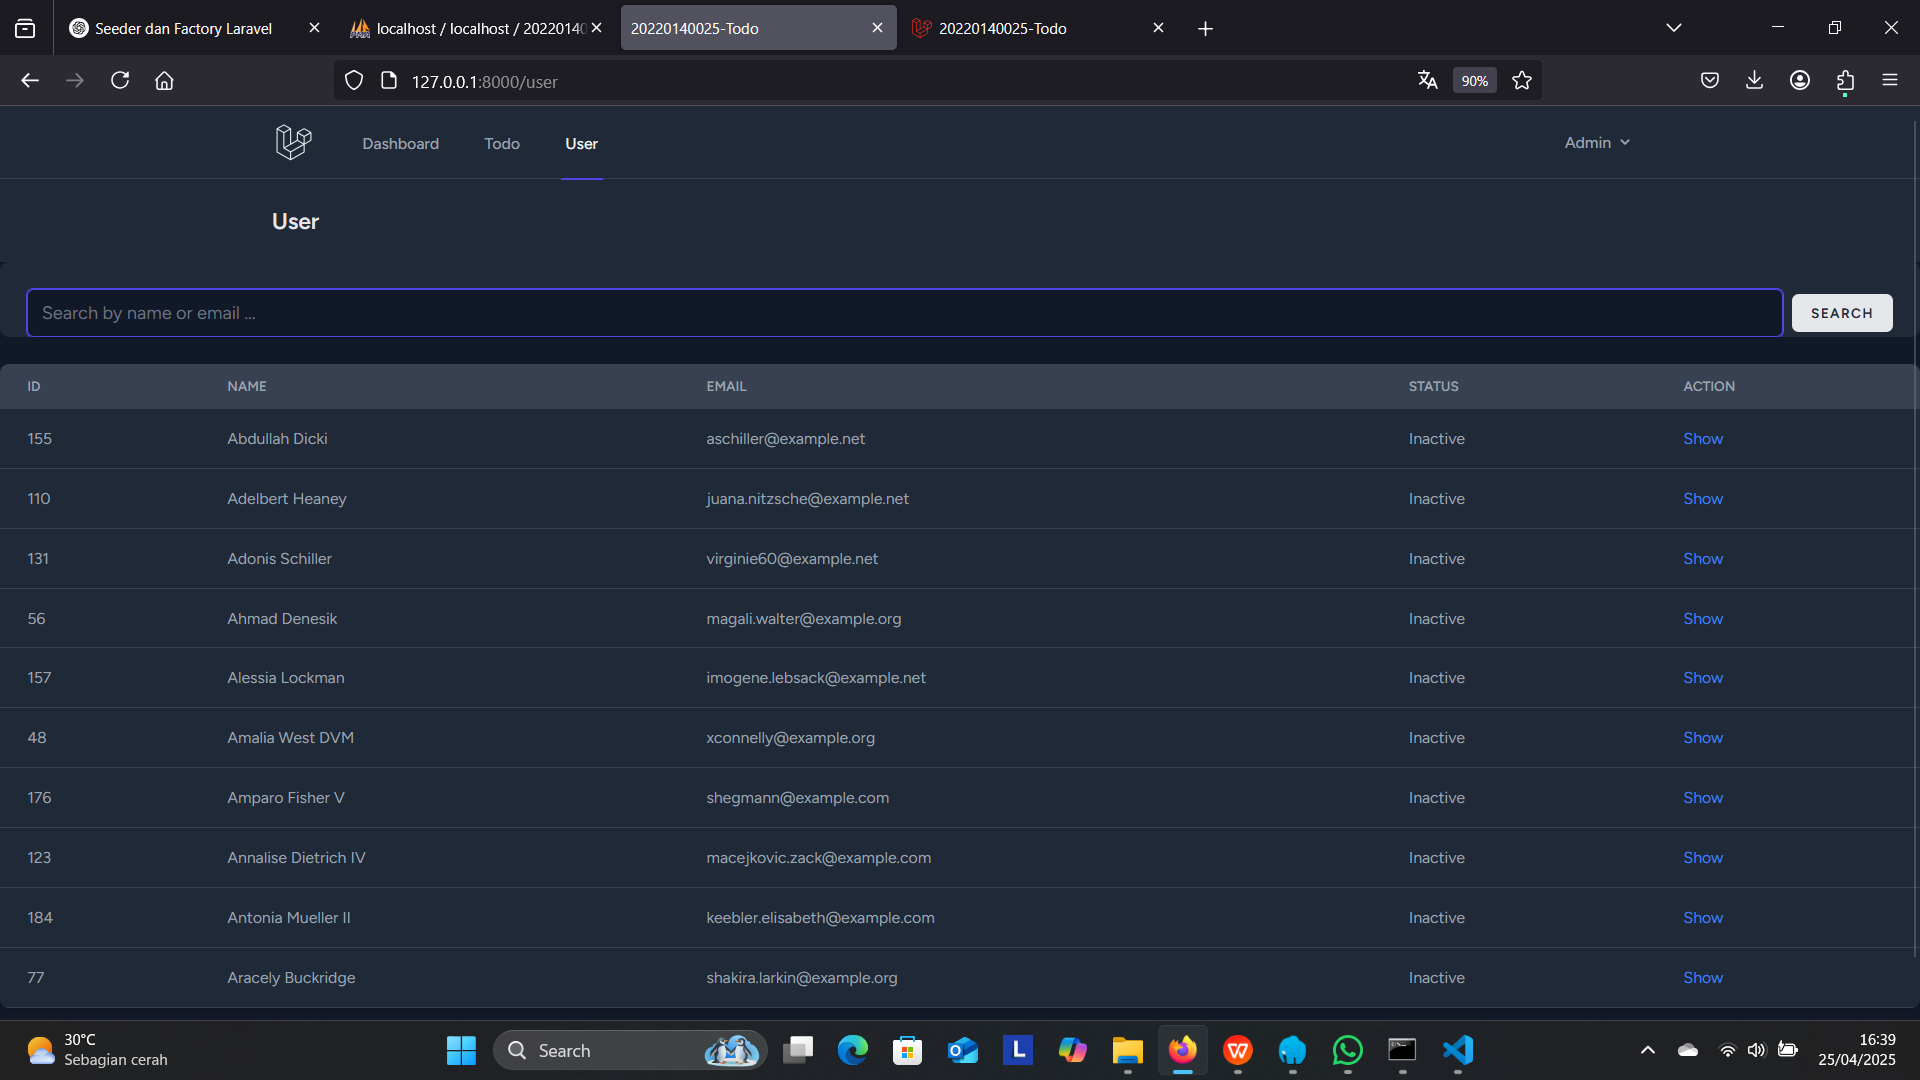 Seeder dan Factory Laravel
localhost / localhost / 20220140
20220140025-Todo
20220140025-Todo
127.0.0.1:8000/user
90%
Dashboard
Todo
User
Admin
User
Search by name or email ...
SEARCH
ID NAME EMAIL STATUS ACTION
155 Abdullah Dicki aschiller@example.net Inactive Show
110 Adelbert Heaney juana.nitzsche@example.net Inactive Show
131 Adonis Schiller virginie60@example.net Inactive Show
56 Ahmad Denesik magali.walter@example.org Inactive Show
157 Alessia Lockman imogene.lebsack@example.net Inactive Show
48 Amalia West DVM xconnelly@example.org Inactive Show
176 Amparo Fisher V shegmann@example.com Inactive Show
123 Annalise Dietrich IV macejkovic.zack@example.com Inactive Show
184 Antonia Mueller II keebler.elisabeth@example.com Inactive Show
77 Aracely Buckridge shakira.larkin@example.org Inactive Show
30°C
Sebagian cerah
Search
16:39
25/04/2025